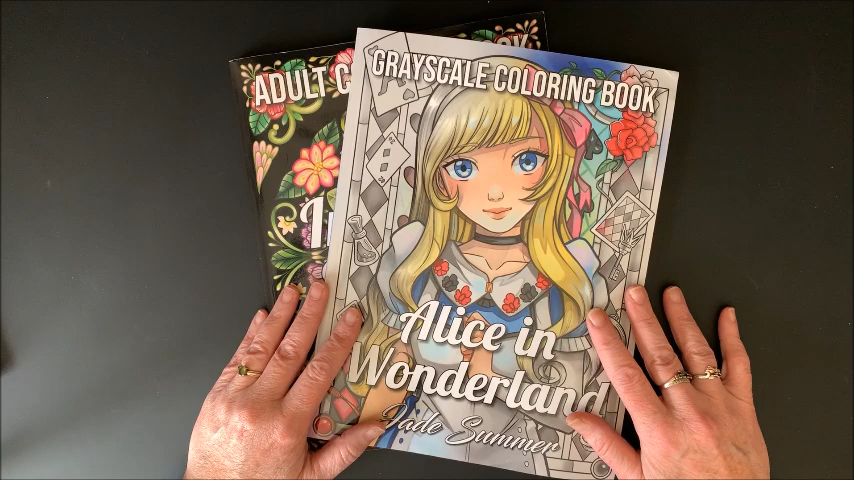 GRAYSCALE COLORING BOOK
ADULT C
Alice in
Wonderland
Jade Summer